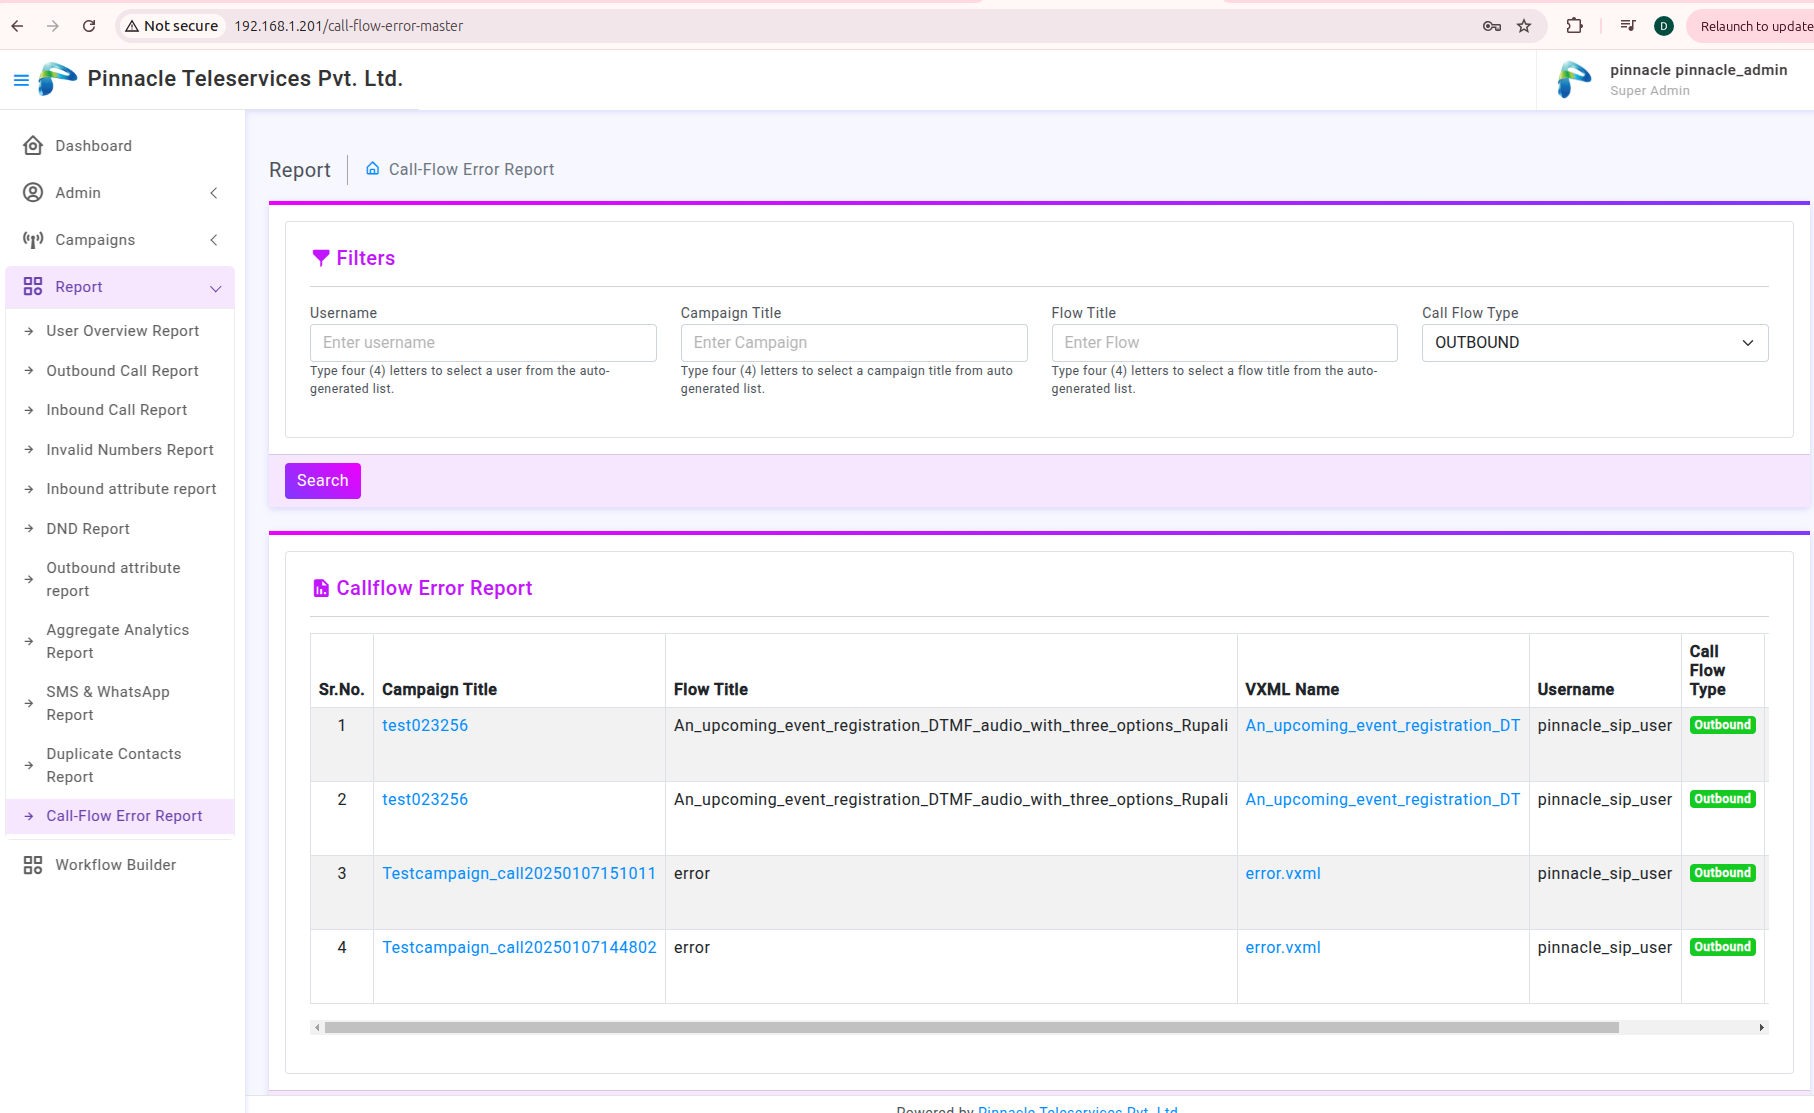 Not secure 192.168.1.201/call-flow-error-master D Relaunch to update
Pinnacle Teleservices Pvt. Ltd.
pinnacle pinnacle_admin
Super Admin
Dashboard
Admin
Campaigns
Report
User Overview Report
Outbound Call Report
Inbound Call Report
Invalid Numbers Report
Inbound attribute report
DND Report
Outbound attribute
report
Aggregate Analytics
Report
SMS & WhatsApp
Report
Duplicate Contacts
Report
Call-Flow Error Report
Workflow Builder
Report Call-Flow Error Report
Filters
Username
Enter username
Type four (4) letters to select a user from the auto-
generated list.
Campaign Title
Enter Campaign
Type four (4) letters to select a campaign title from auto
generated list.
Flow Title
Enter Flow
Type four (4) letters to select a flow title from the auto-
generated list.
Call Flow Type
OUTBOUND
Search
Callflow Error Report
Sr.No. Campaign Title Flow Title VXML Name Username Call
Flow
Type
1 test023256 An_upcoming_event_registration_DTMF_audio_with_three_options_Rupali An_upcoming_event_registration_DT pinnacle_sip_user Outbound
2 test023256 An_upcoming_event_registration_DTMF_audio_with_three_options_Rupali An_upcoming_event_registration_DT pinnacle_sip_user Outbound
3 Testcampaign_call20250107151011 error error.vxml pinnacle_sip_user Outbound
4 Testcampaign_call20250107144802 error error.vxml pinnacle_sip_user Outbound
Powered by Pinnacle Teleservices Pvt. Ltd